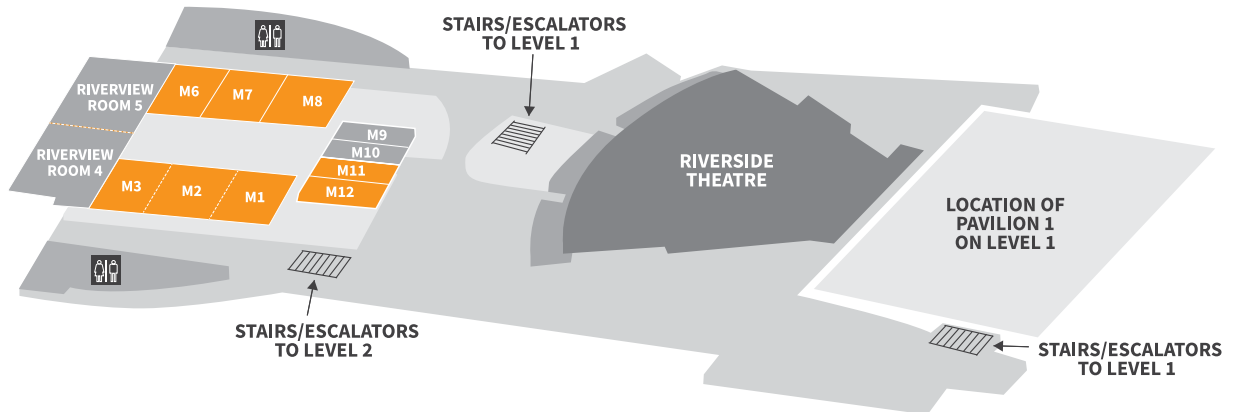 STAIRS/ESCALATORS
TO LEVEL 1
RIVERVIEW
ROOM 5
M6
M7
M8
M9
M10
RIVERVIEW
ROOM 4
M11
M12
M3
M2
M1
RIVERSIDE
THEATRE
LOCATION OF
PAVILION 1
ON LEVEL 1
STAIRS/ESCALATORS
TO LEVEL 2
STAIRS/ESCALATORS
TO LEVEL 1